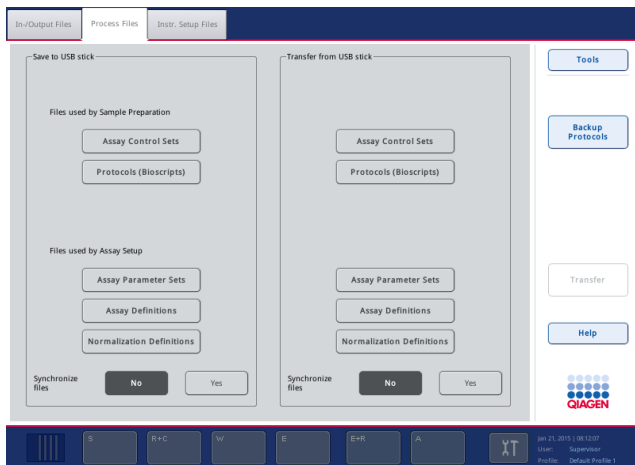 In-/Output Files
Process Files
Instr. Setup Files
Save to USB stick
Transfer from USB stick
Tools
Files used by Sample Preparation
Backup
Protocols
Assay Control Sets
Assay Control Sets
Protocols (Bioscripts)
Protocols (Bioscripts)
Files used by Assay Setup
Assay Parameter Sets
Assay Parameter Sets
Transfer
Assay Definitions
Assay Definitions
Normalization Definitions
Normalization Definitions
Help
Synchronize
files
No
Yes
Synchronize
files
No
Yes
QIAGEN
S
R+C
W
E
E+R
A
Jan 21, 2015 | 08:12:07
User: Supervisor
Profile: Default Profile 1